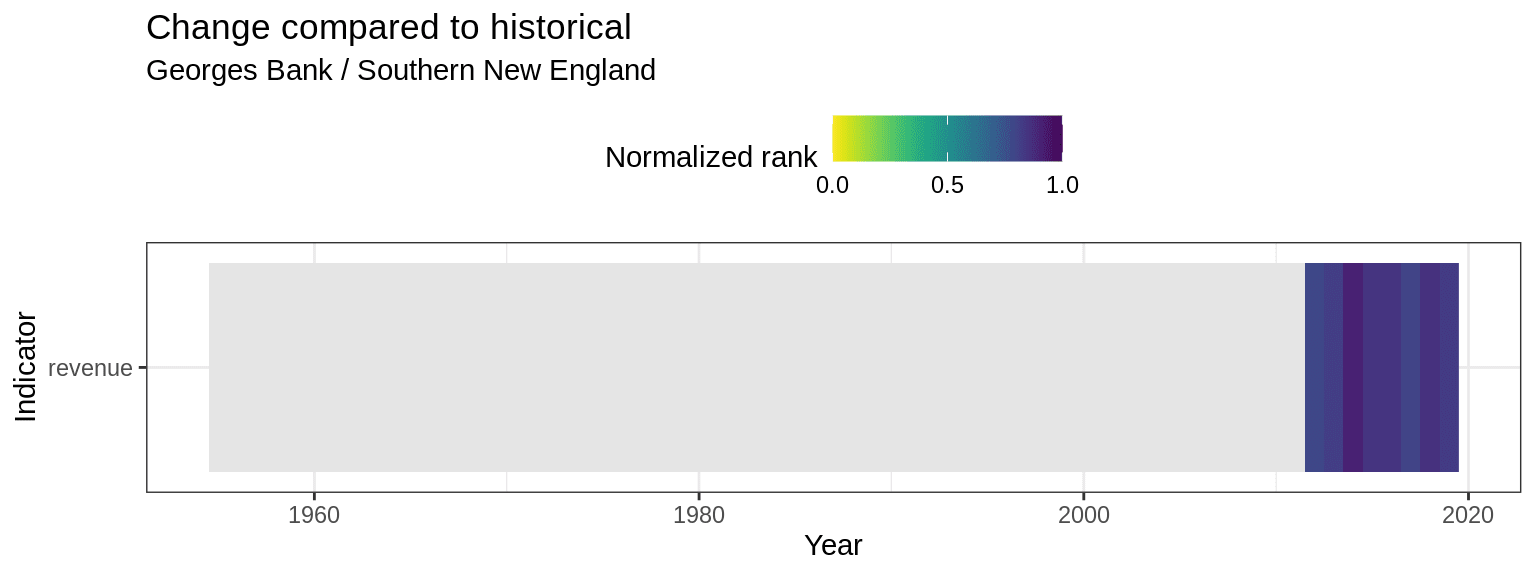 Change compared to historical
Georges Bank / Southern New England
Normalized rank
0.0 0.5 1.0
Indicator
revenue
1960 1980 2000 2020
Year